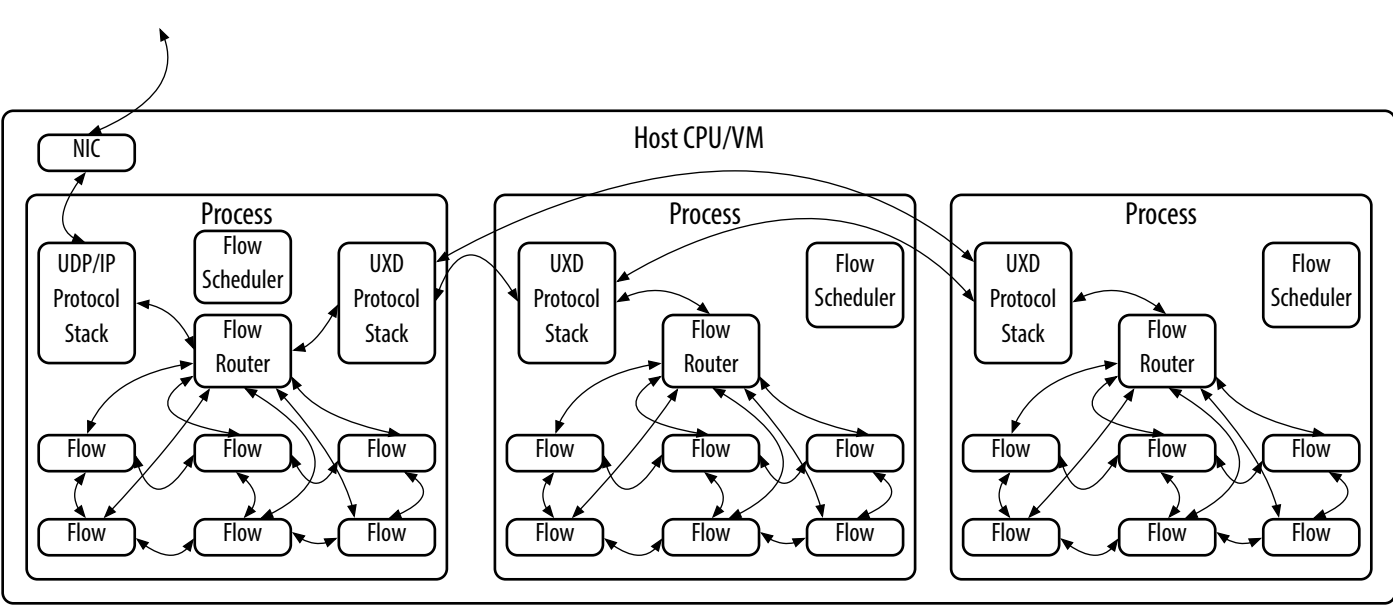 Host CPU/VM
NIC
Process
UDP/IP
Protocol
Stack
Flow
Scheduler
UXD
Protocol
Stack
Flow
Router
Flow
Flow
Flow
Flow
Flow
Flow
Process
UXD
Protocol
Stack
Flow
Scheduler
Flow
Router
Flow
Flow
Flow
Flow
Flow
Flow
Process
UXD
Protocol
Stack
Flow
Scheduler
Flow
Router
Flow
Flow
Flow
Flow
Flow
Flow